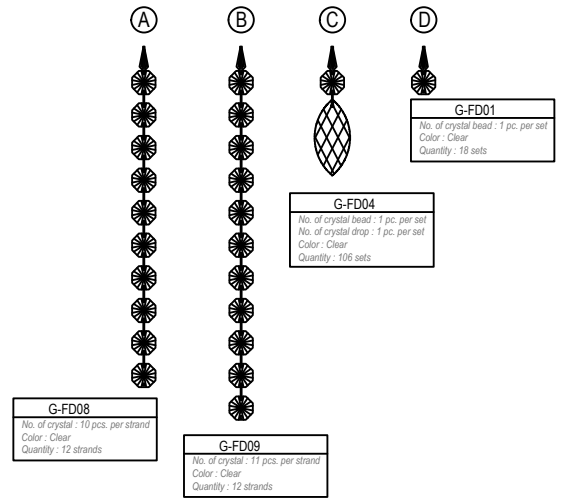 A
B
C
D
G-FD01
No. of crystal bead : 1 pc. per set
Color : Clear
Quantity : 18 sets
G-FD04
No. of crystal bead : 1 pc. per set
No. of crystal drop : 1 pc. per set
Color : Clear
Quantity : 106 sets
G-FD08
No. of crystal : 10 pcs. per strand
Color : Clear
Quantity : 12 strands
G-FD09
No. of crystal : 11 pcs. per strand
Color : Clear
Quantity : 12 strands